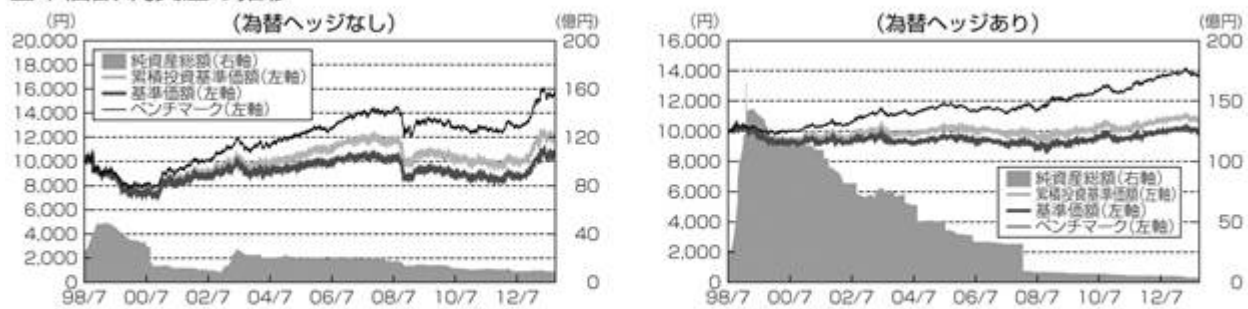 (為替ヘッジなし)
(円)
(億円)
20,000
18,000
16,000
14,000
12,000
10,000
8,000
6,000
4,000
2,000
0
200
160
120
80
40
0
純資産総額(右軸)
累積投資基準価額(左軸)
基準価額(左軸)
ベンチマーク(左軸)
98/7 00/7 02/7 04/7 06/7 08/7 10/7 12/7
(為替ヘッジあり)
(円)
(億円)
16,000
14,000
12,000
10,000
8,000
6,000
4,000
2,000
0
200
150
100
50
0
純資産総額(右軸)
累積投資基準価額(左軸)
基準価額(左軸)
ベンチマーク(左軸)
98/7 00/7 02/7 04/7 06/7 08/7 10/7 12/7